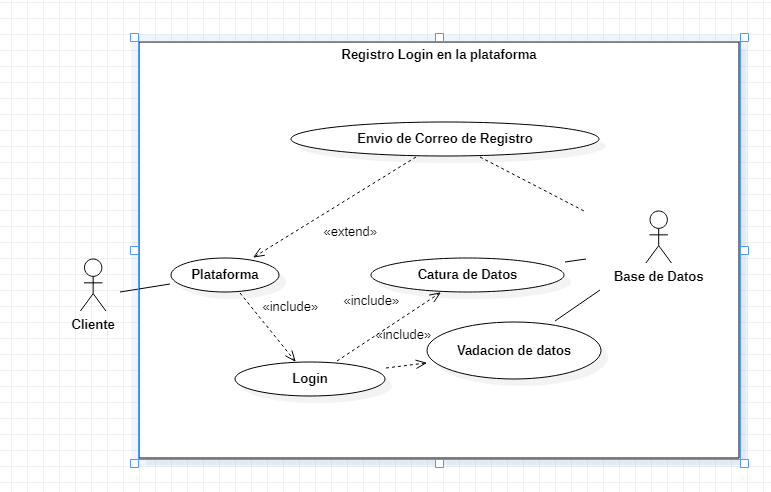 Registro Login en la plataforma
Envio de Correo de Registro
«extend»
Plataforma
Catura de Datos
Base de Datos
Cliente
«include»
«include»
«include»
Vadacion de datos
Login